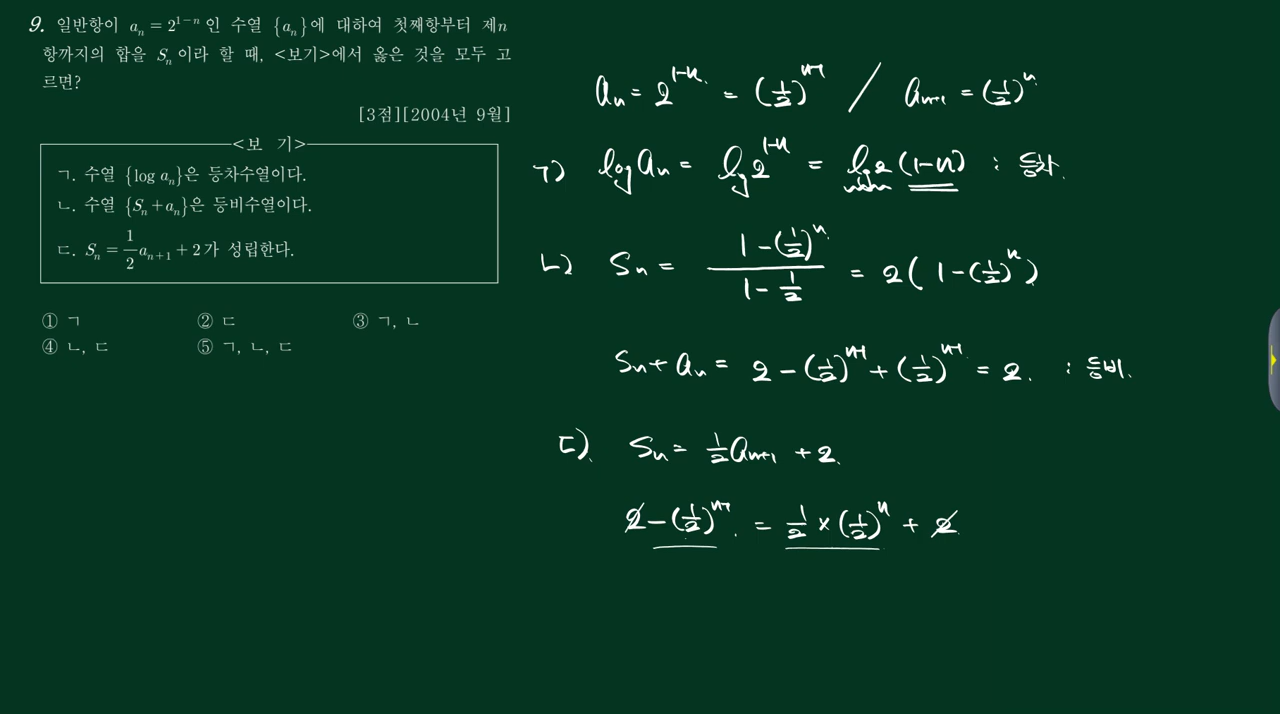 9. 일반항이 aₙ = 2¹⁻ⁿ 인 수열 {aₙ}에 대하여 첫째항부터 제n
항까지의 합을 Sₙ 이라 할 때, <보기>에서 옳은 것을 모두 고
르면?
[3점][2004년 9월]
<보 기>
ㄱ. 수열 {log aₙ}은 등차수열이다.
ㄴ. 수열 {Sₙ + aₙ}은 등비수열이다.
ㄷ. Sₙ = 1/2 aₙ₊₁ + 2가 성립한다.
① ㄱ ② ㄷ ③ ㄱ, ㄴ
④ ㄴ, ㄷ ⑤ ㄱ, ㄴ, ㄷ
aₙ = 2¹⁻ⁿ = (1/2)ⁿ⁻¹ / aₙ₊₁ = (1/2)ⁿ
ㄱ) log aₙ = log 2¹⁻ⁿ = log 2 (1-n) : 등차.
ㄴ) Sₙ = (1 - (1/2)ⁿ) / (1 - 1/2) = 2(1 - (1/2)ⁿ)
Sₙ + aₙ = 2 - (1/2)ⁿ⁻¹ + (1/2)ⁿ⁻¹ = 2. : 등비.
ㄷ). Sₙ = 1/2 aₙ₊₁ + 2.
2 - (1/2)ⁿ⁻¹. = 1/2 × (1/2)ⁿ + 2.